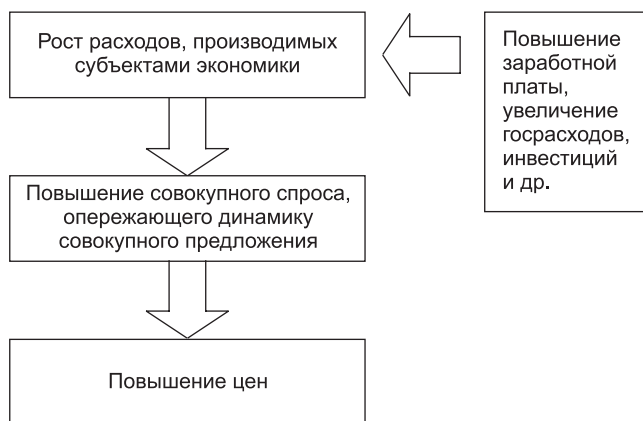 Рост расходов, производимых
субъектами экономики
Повышение
заработной
платы,
увеличение
госрасходов,
инвестиций
и др.
Повышение совокупного спроса,
опережающего динамику
совокупного предложения
Повышение цен